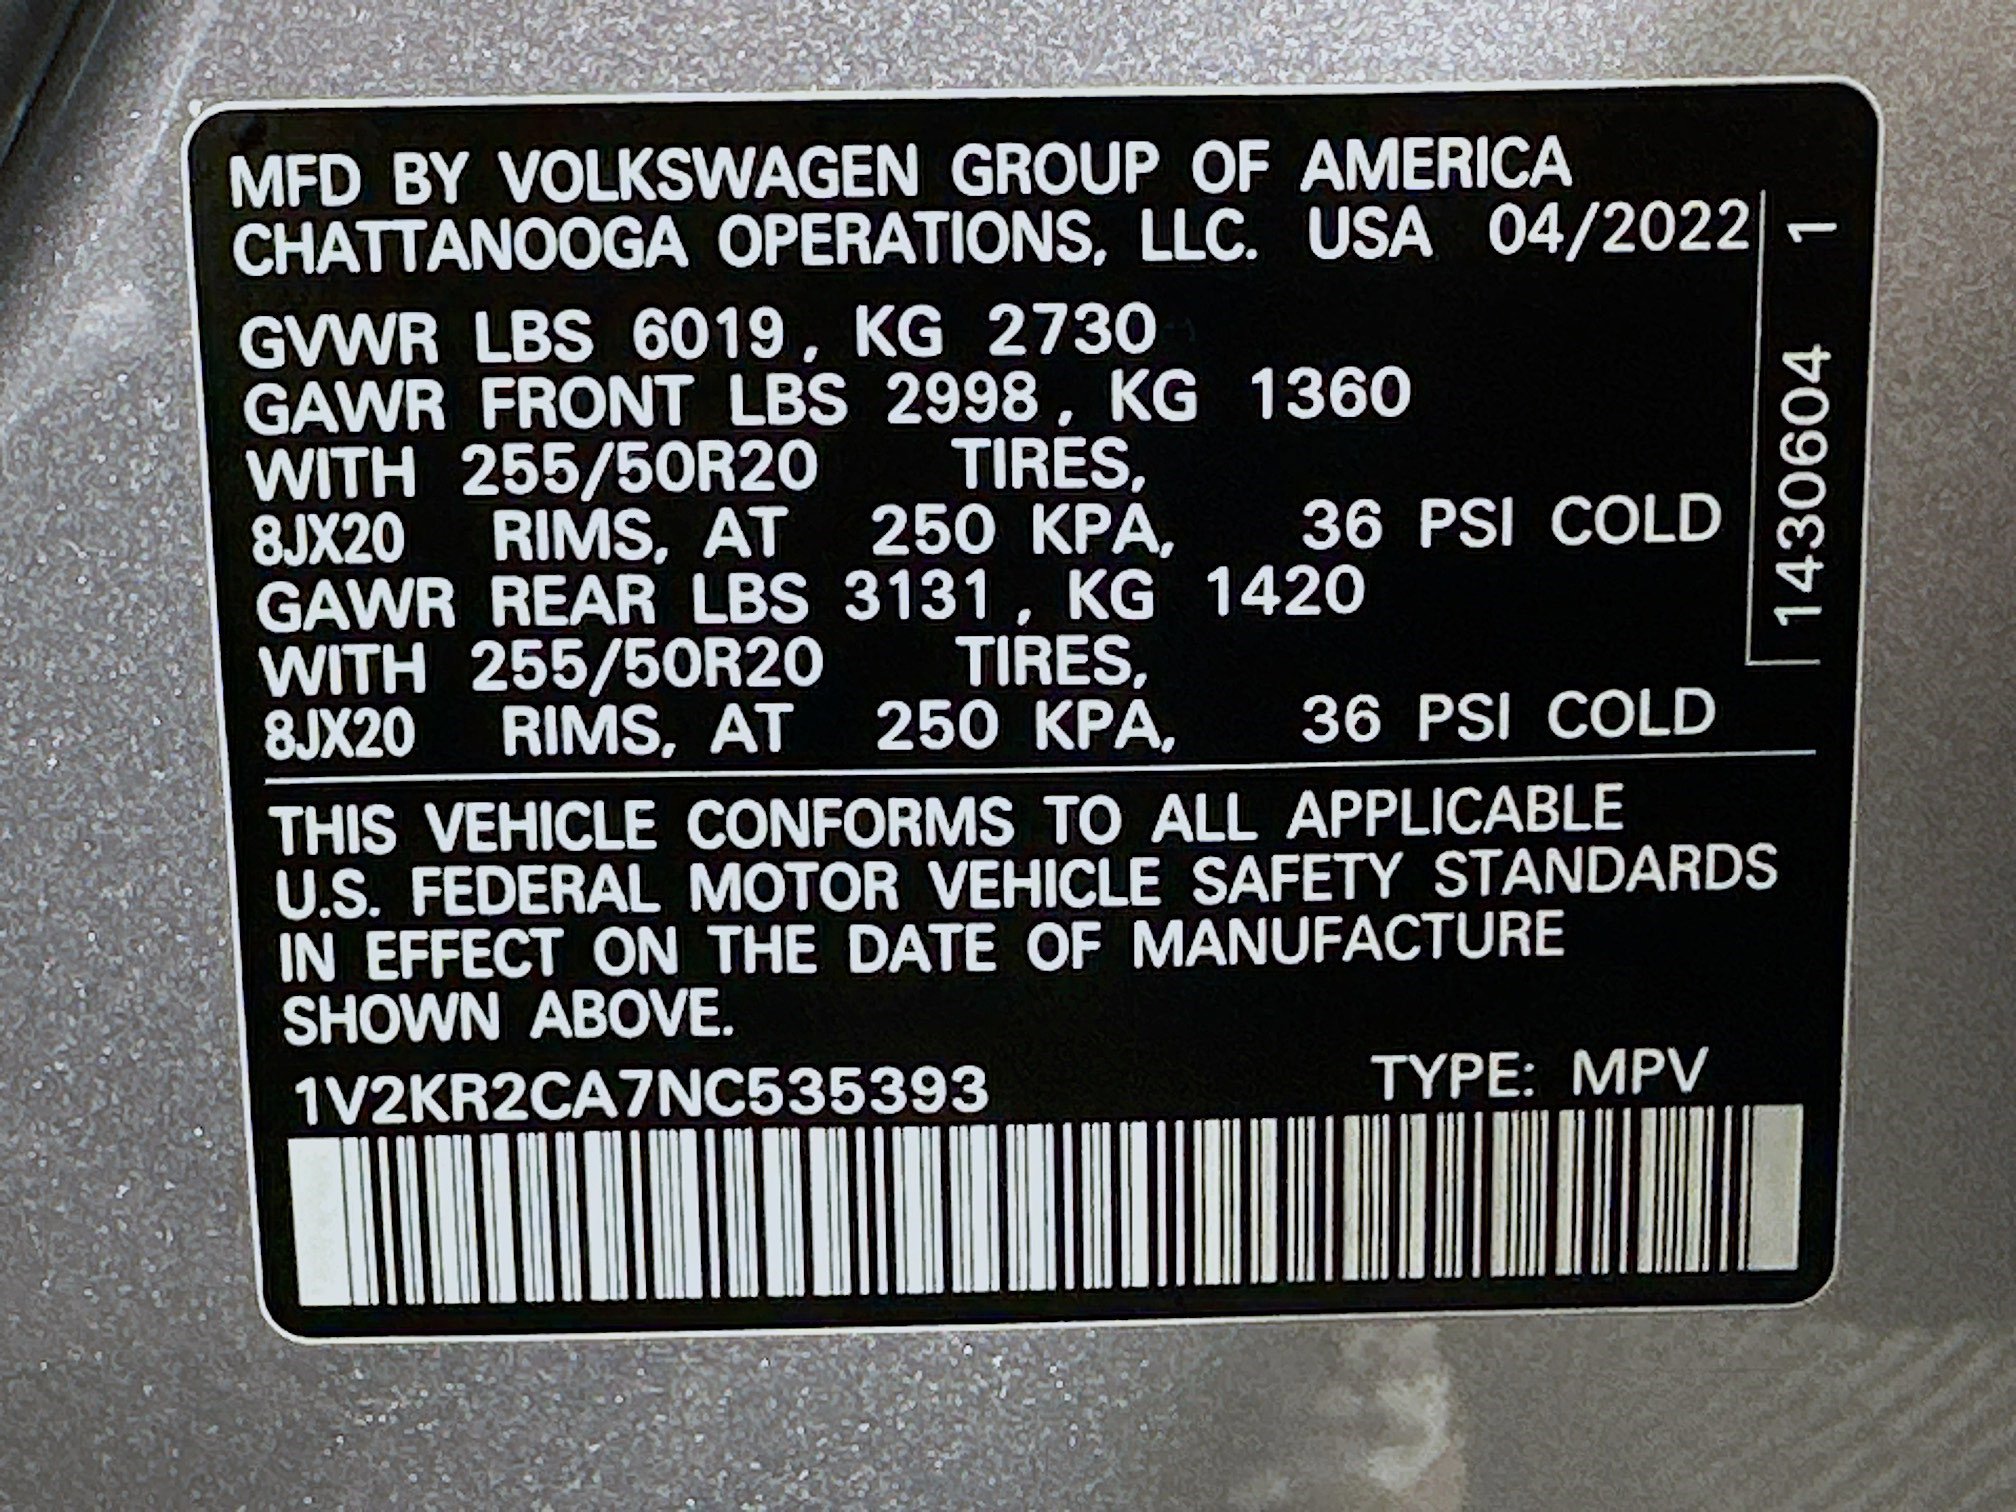 MFD BY VOLKSWAGEN GROUP OF AMERICA
CHATTANOOGA OPERATIONS, LLC. USA 04/2022
GVWR LBS 6019, KG 2730
GAWR FRONT LBS 2998, KG 1360
WITH 255/50R20 TIRES,
8JX20 RIMS, AT 250 KPA, 36 PSI COLD
GAWR REAR LBS 3131, KG 1420
WITH 255/50R20 TIRES,
8JX20 RIMS, AT 250 KPA, 36 PSI COLD
1430604 1
THIS VEHICLE CONFORMS TO ALL APPLICABLE
U.S. FEDERAL MOTOR VEHICLE SAFETY STANDARDS
IN EFFECT ON THE DATE OF MANUFACTURE
SHOWN ABOVE.
1V2KR2CA7NC535393 TYPE: MPV